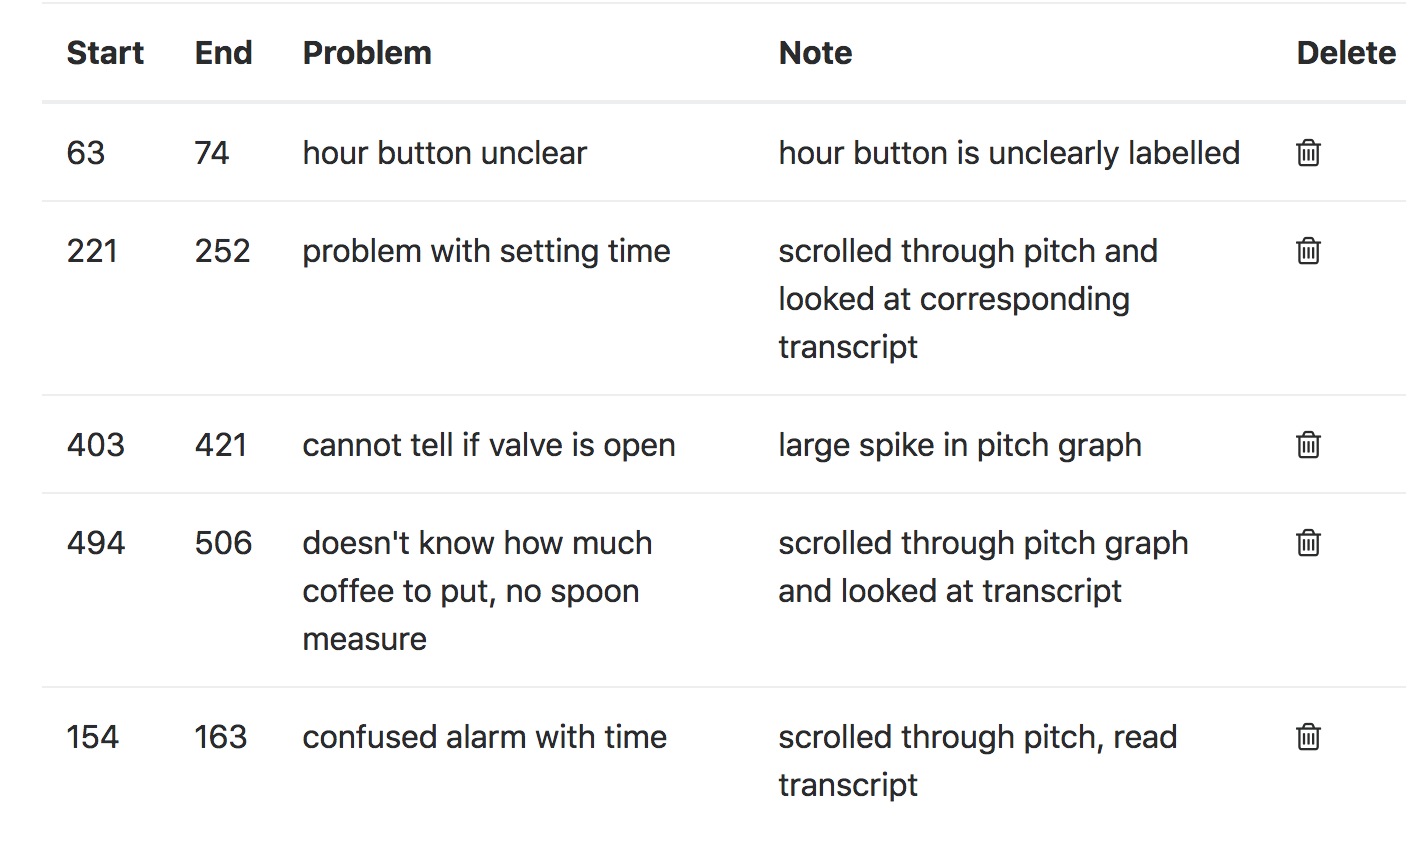 Start End Problem Note Delete
63 74 hour button unclear hour button is unclearly labelled
221 252 problem with setting time scrolled through pitch and
looked at corresponding
transcript
403 421 cannot tell if valve is open large spike in pitch graph
494 506 doesn't know how much scrolled through pitch graph
coffee to put, no spoon and looked at transcript
measure
154 163 confused alarm with time scrolled through pitch, read
transcript